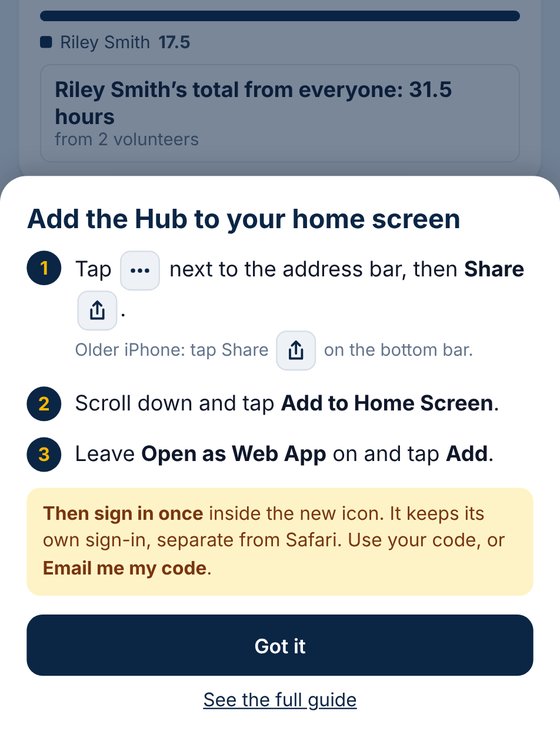 Riley Smith 17.5
Riley Smith’s total from everyone: 31.5
hours
from 2 volunteers
Add the Hub to your home screen
1 Tap ••• next to the address bar, then Share
.
Older iPhone: tap Share on the bottom bar.
2 Scroll down and tap Add to Home Screen.
3 Leave Open as Web App on and tap Add.
Then sign in once inside the new icon. It keeps its
own sign-in, separate from Safari. Use your code, or
Email me my code.
Got it
See the full guide